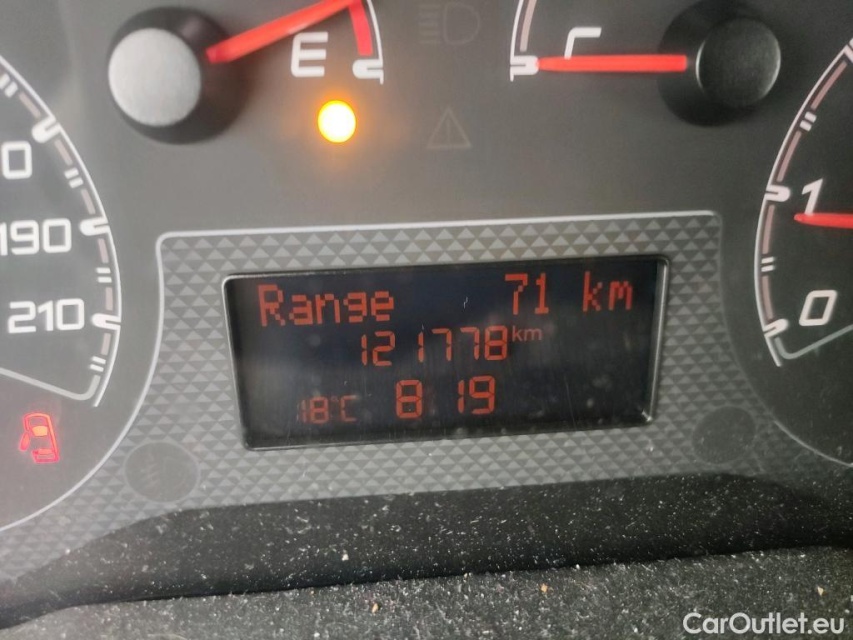 E
C
190
210
0
1
0
Range 71 km
121778 km
18°C 8 19
CarOutlet.eu